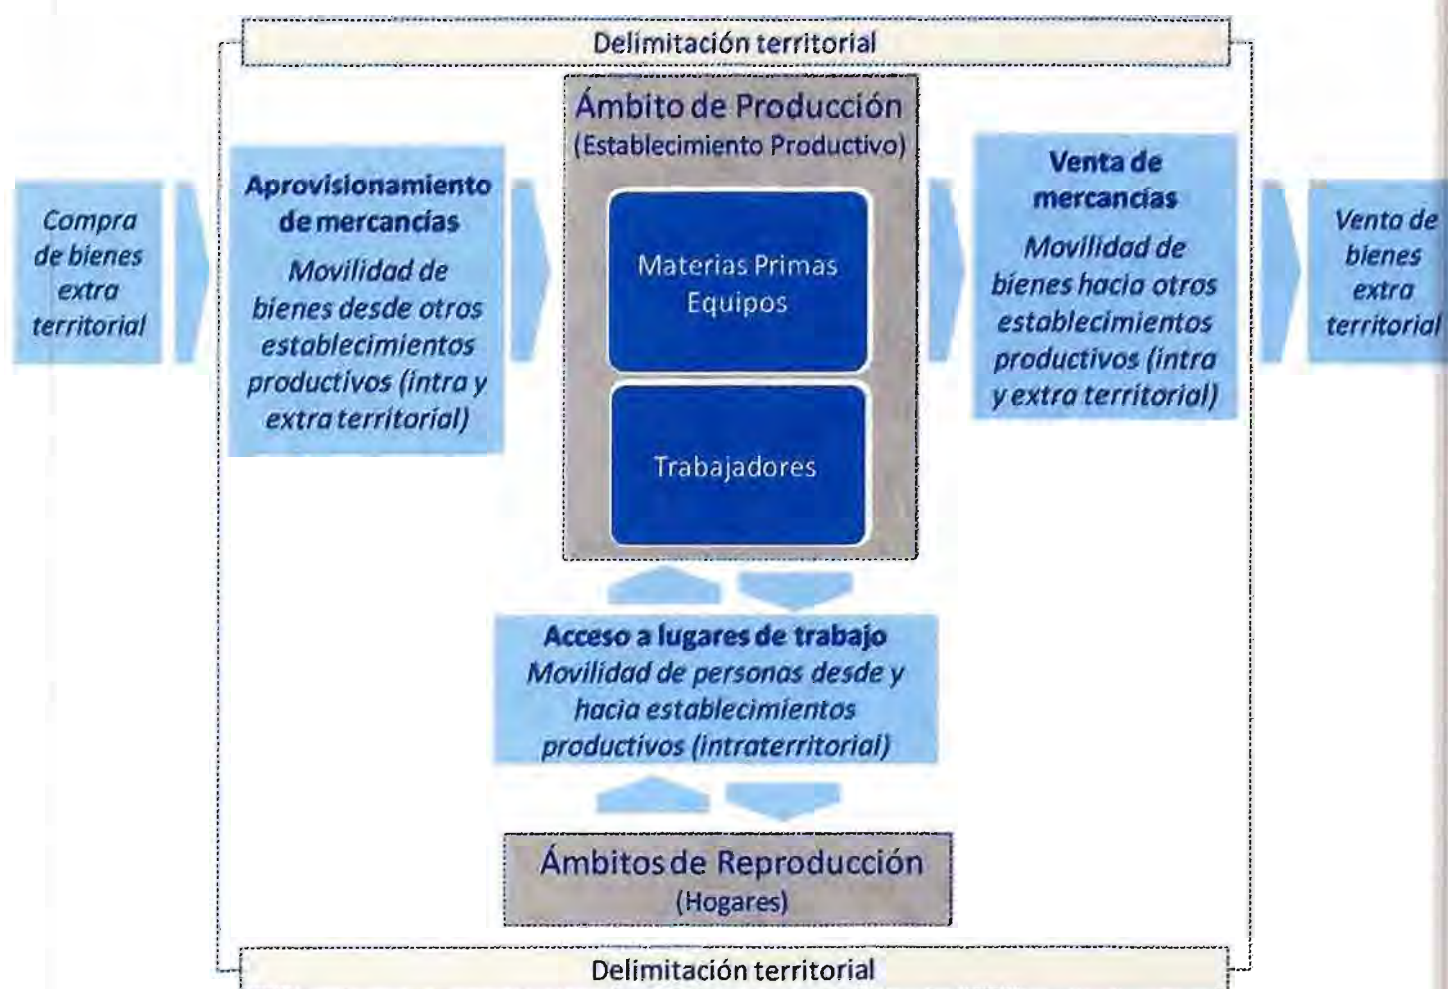 Delimitación territorial
Compra
de bienes
extra
territorial
Aprovisionamiento
de mercancías
Movilidad de
bienes desde otros
establecimientos
productivos (intra y
extra territorial)
Ámbito de Producción
(Establecimiento Productivo)
Materias Primas
Equipos
Trabajadores
Venta de
mercancías
Movilidad de
bienes hacia otros
establecimientos
productivos (intra
y extra territorial)
Venta de
bienes
extra
territorial
Acceso a lugares de trabajo
Movilidad de personas desde y
hacia establecimientos
productivos (intraterritorial)
Ámbitos de Reproducción
(Hogares)
Delimitación territorial